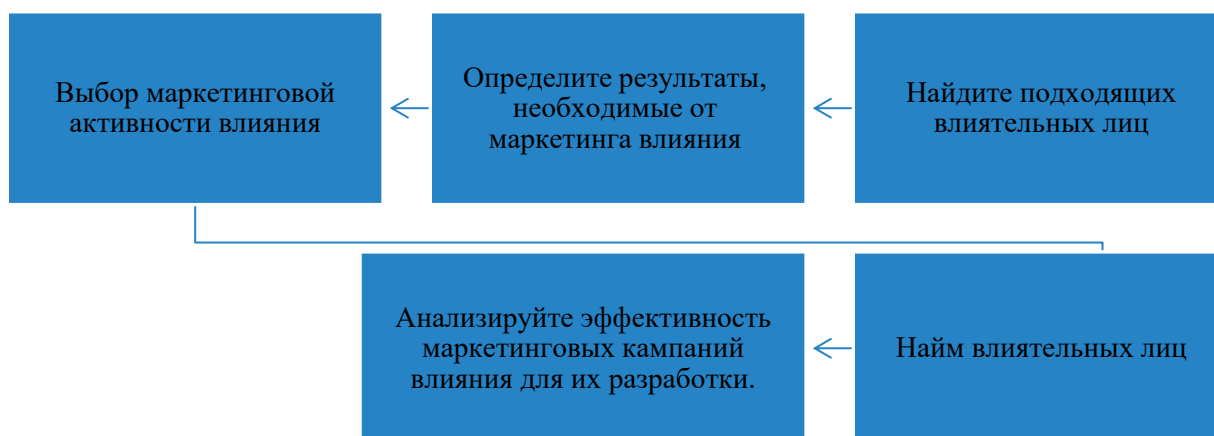 Выбор маркетинговой
активности влияния
Определите результаты,
необходимые от
маркетинга влияния
Найдите подходящих
влиятельных лиц
Анализируйте эффективность
маркетинговых кампаний
влияния для их разработки.
Найм влиятельных лиц